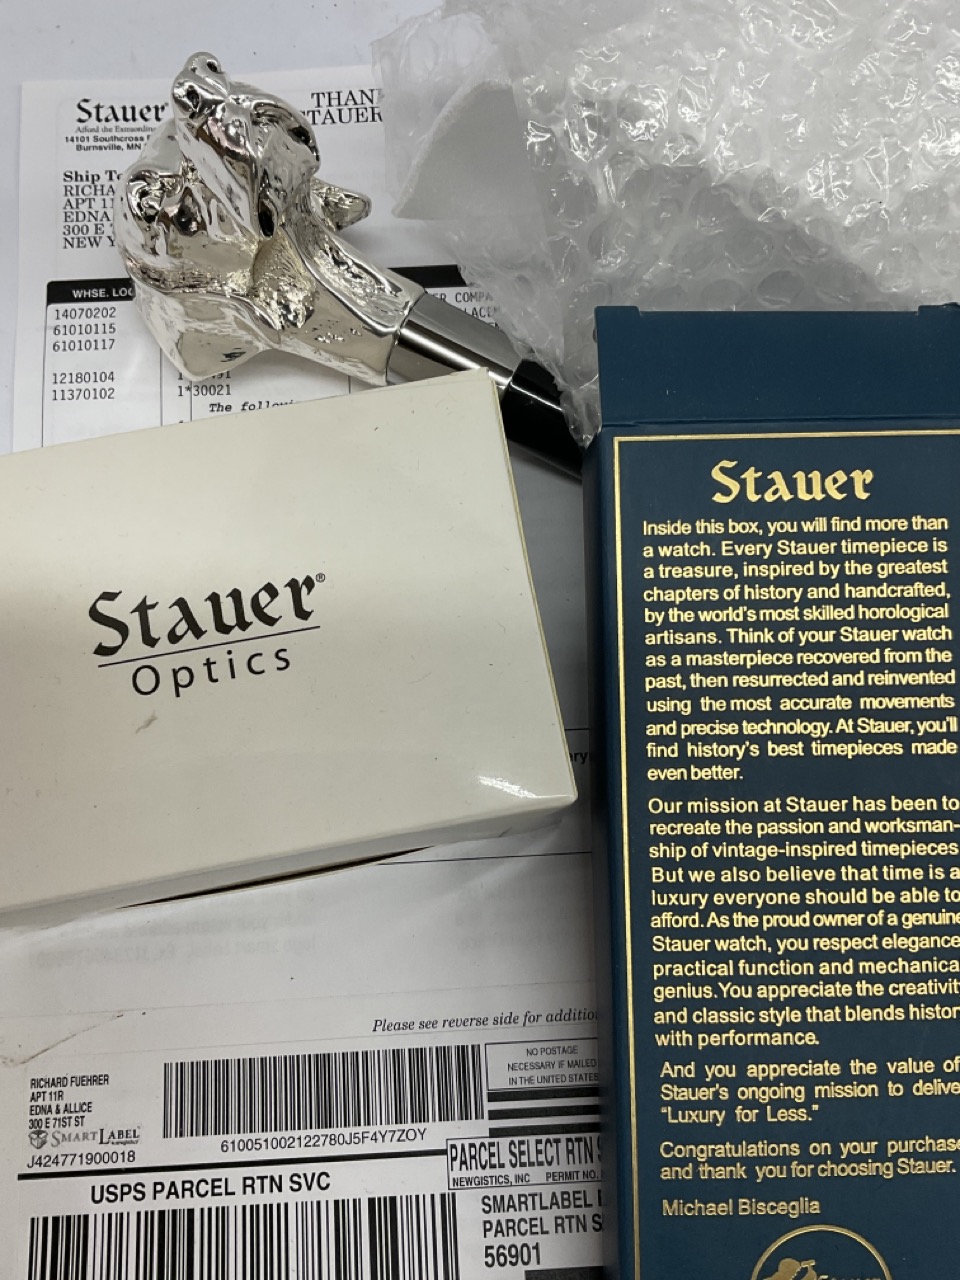 Stauer
Afford the
14101 Southcross
Burnsville, MN
THAN
STAUER
Ship To
RICHA
APT 11
EDNA
300 E
NEW Y
WHSE. LOC
14070202
61010115
61010117
12180104
11370102
1*30021
The
Stauer®
Optics
Stauer
Inside this box, you will find more than
a watch. Every Stauer timepiece is
a treasure, inspired by the greatest
chapters of history and handcrafted,
by the world's most skilled horological
artisans. Think of your Stauer watch
as a masterpiece recovered from the
past, then resurrected and reinvented
using the most accurate movements
and precise technology. At Stauer, you'll
find history's best timepieces made
even better.
Our mission at Stauer has been to
recreate the passion and worksman-
ship of vintage-inspired timepieces
But we also believe that time is a
luxury everyone should be able to
afford. As the proud owner of a genuine
Stauer watch, you respect elegance
practical function and mechanica
genius. You appreciate the creativit
and classic style that blends histor
with performance.
And you appreciate the value of
Stauer's ongoing mission to delive
"Luxury for Less."
Congratulations on your purchase
and thank you for choosing Stauer.
Michael Bisceglia
Please see reverse side for additio
RICHARD FUEHRER
APT 11R
EDNA & ALLICE
300 E 71ST ST
SMARTLABEL
J424771900018
610051002122780J5F4Y7ZOY
NO POSTAGE
NECESSARY IF MAILED
IN THE UNITED STATES
USPS PARCEL RTN SVC
PARCEL SELECT RTN S
NEWGISTICS, INC PERMIT NO.
SMARTLABEL
PARCEL RTN S
56901